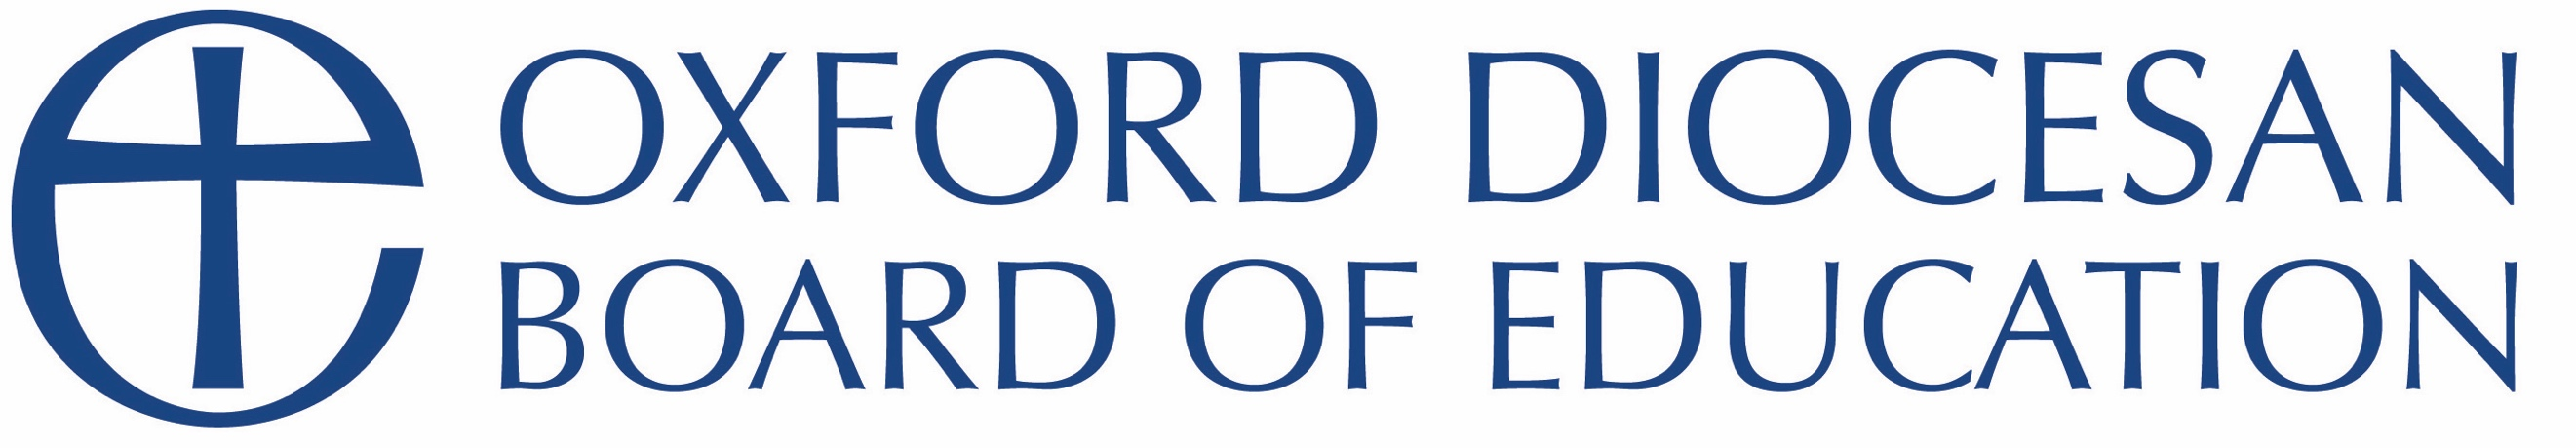 OXFORD DIOCESAN
BOARD OF EDUCATION